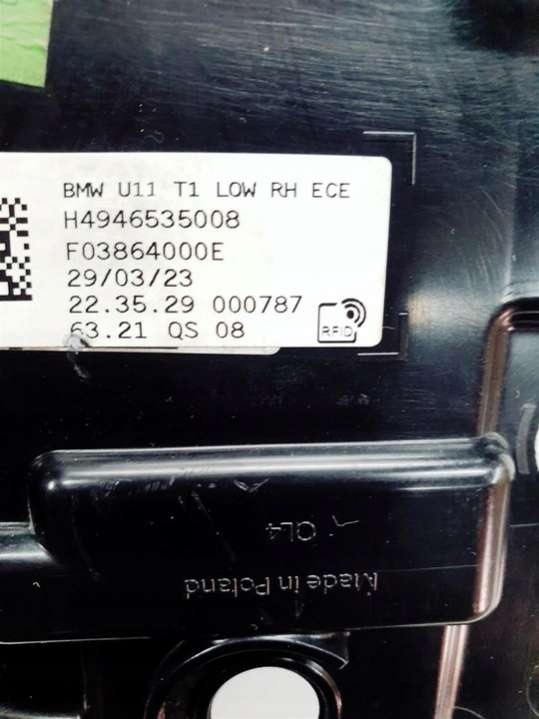 BMW U11 T1 LOW RH ECE
H4946535008
F03864000E
29/03/23
22.35.29 000787
63.21 QS 08
RFID
OL4
Made in Poland